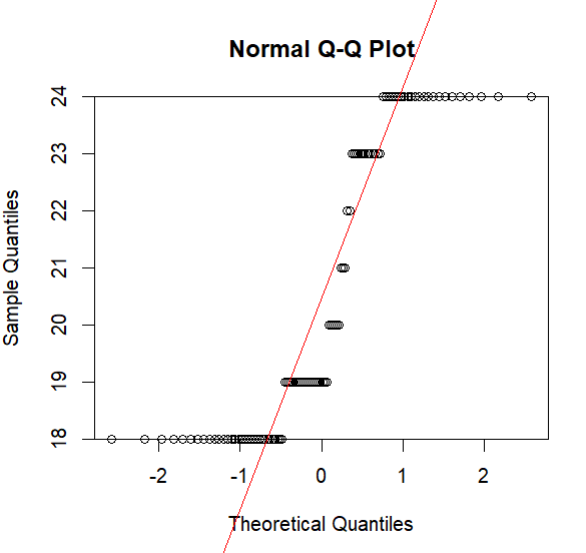 Normal Q-Q Plot
24
23
22
21
20
19
18
Sample Quantiles
-2 -1 0 1 2
Theoretical Quantiles